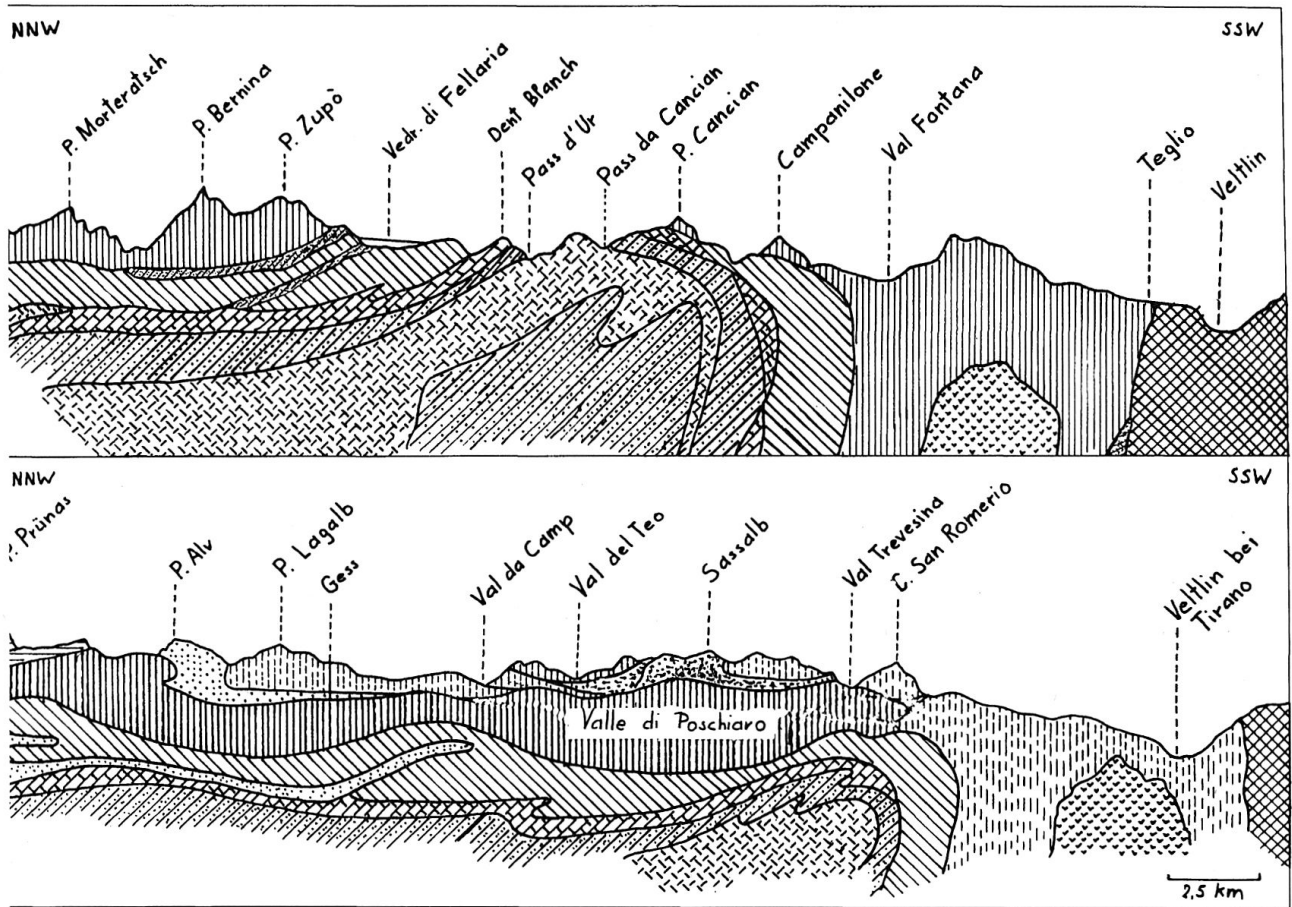 NNW
SSW
P. Morteratsch
P. Bernina
P. Zupò
Vedr. di Fellaria
Dent Blanch
Pass d'Ur
Pass da Cancian
P. Cancian
Campanilone
Val Fontana
Teglio
Veltlin
NNW
SSW
P. Prünas
P. Alv
P. Lagalb
Gess
Val da Camp
Val del Teo
Sassalb
Val Trevesina
C. San Romerio
Veltlin bei
Tirano
Valle di Poschiaro
2,5 km